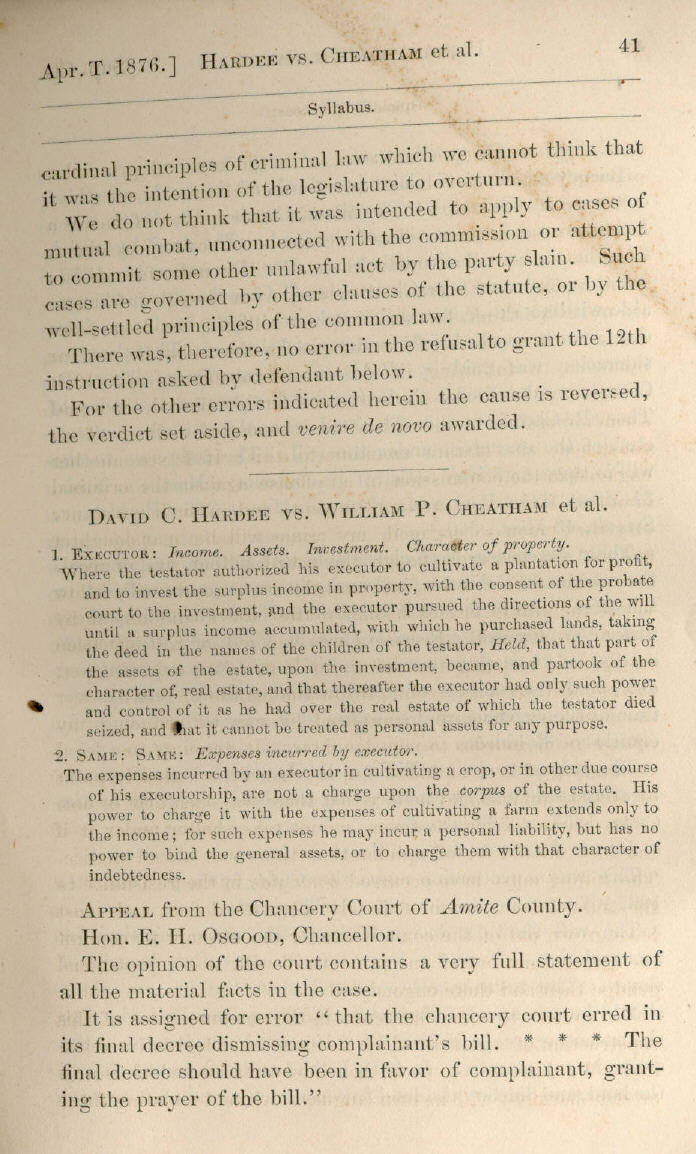 Apr. T. 1876.] HARDEE VS. CHEATHAM et al. 41
Syllabus.
cardinal principles of criminal law which we cannot think that
it was the intention of the legislature to overturn.
We do not think that it was intended to apply to cases of
mutual combat, unconnected with the commission or attempt
to commit some other unlawful act by the party slain. Such
cases are governed by other clauses of the statute, or by the
well-settled principles of the common law.
There was, therefore, no error in the refusal to grant the 12th
instruction asked by defendant below.
For the other errors indicated herein the cause is reversed,
the verdict set aside, and venire de novo awarded.
DAVID C. HARDEE VS. WILLIAM P. CHEATHAM et al.
1. EXECUTOR: Income. Assets. Investment. Character of property.
Where the testator authorized his executor to cultivate a plantation for profit,
and to invest the surplus income in property, with the consent of the probate
court to the investment, and the executor pursued the directions of the will
until a surplus income accumulated, with which he purchased lands, taking
the deed in the names of the children of the testator, Held, that that part of
the assets of the estate, upon the investment, became, and partook of the
character of, real estate, and that thereafter the executor had only such power
and control of it as he had over the real estate of which the testator died
seized, and that it cannot be treated as personal assets for any purpose.
2. SAME: SAME: Expenses incurred by executor.
The expenses incurred by an executor in cultivating a crop, or in other due course
of his executorship, are not a charge upon the corpus of the estate. His
power to charge it with the expenses of cultivating a farm extends only to
the income; for such expenses he may incur a personal liability, but has no
power to bind the general assets, or to charge them with that character of
indebtedness.
APPEAL from the Chancery Court of Amite County.
Hon. E. H. OSGOOD, Chancellor.
The opinion of the court contains a very full statement of
all the material facts in the case.
It is assigned for error "that the chancery court erred in
its final decree dismissing complainant's bill. * * * The
final decree should have been in favor of complainant, grant-
ing the prayer of the bill."